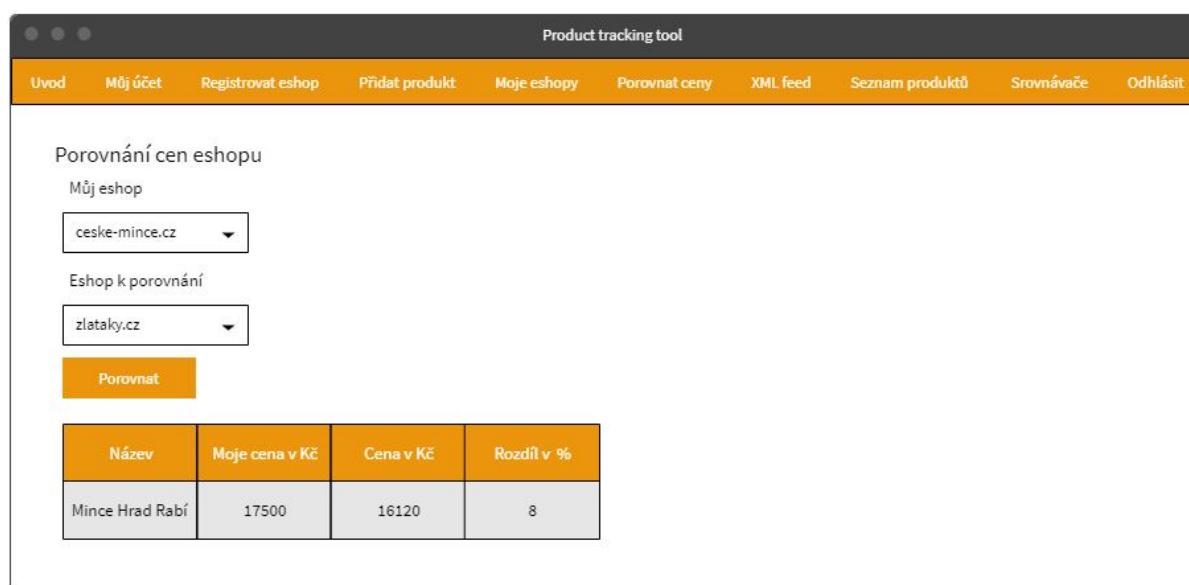 Product tracking tool
Uvod Můj účet Registrovat eshop Přidat produkt Moje eshopy Porovnat ceny XML feed Seznam produktů Srovnávače Odhlásit
Porovnání cen eshopu
Můj eshop
ceske-mince.cz
Eshop k porovnání
zlataky.cz
Porovnat
Název Moje cena v Kč Cena v Kč Rozdíl v %
Mince Hrad Rabí 17500 16120 8